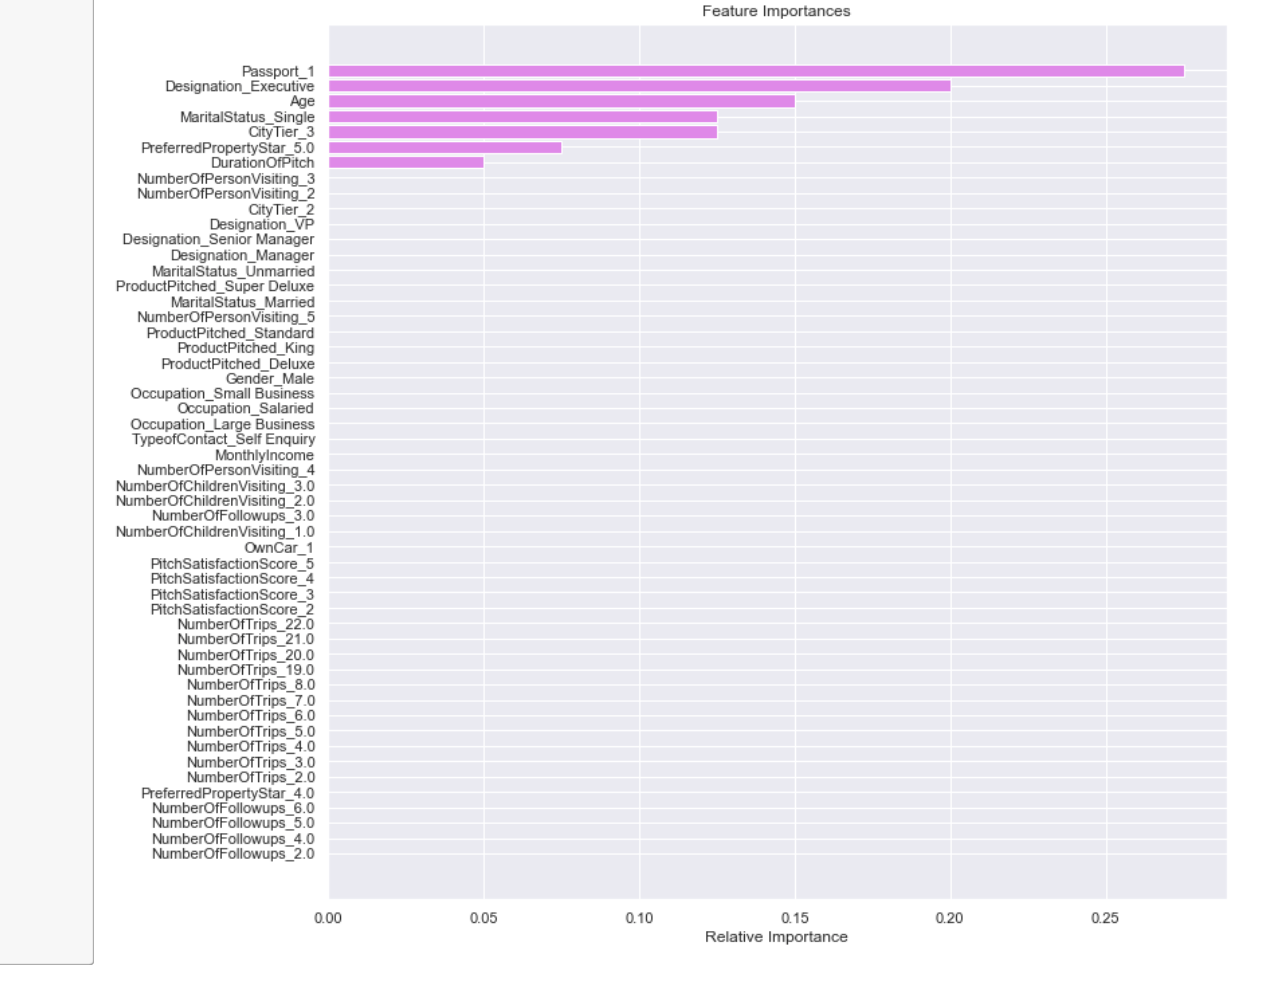 Feature Importances
Passport_1
Designation_Executive
Age
MaritalStatus_Single
CityTier_3
PreferredPropertyStar_5.0
DurationOfPitch
NumberOfPersonVisiting_3
NumberOfPersonVisiting_2
CityTier_2
Designation_VP
Designation_Senior Manager
Designation_Manager
MaritalStatus_Unmarried
ProductPitched_Super Deluxe
MaritalStatus_Married
NumberOfPersonVisiting_5
ProductPitched_Standard
ProductPitched_King
ProductPitched_Deluxe
Gender_Male
Occupation_Small Business
Occupation_Salaried
Occupation_Large Business
TypeofContact_Self Enquiry
MonthlyIncome
NumberOfPersonVisiting_4
NumberOfChildrenVisiting_3.0
NumberOfChildrenVisiting_2.0
NumberOfFollowups_3.0
NumberOfChildrenVisiting_1.0
OwnCar_1
PitchSatisfactionScore_5
PitchSatisfactionScore_4
PitchSatisfactionScore_3
PitchSatisfactionScore_2
NumberOfTrips_22.0
NumberOfTrips_21.0
NumberOfTrips_20.0
NumberOfTrips_19.0
NumberOfTrips_8.0
NumberOfTrips_7.0
NumberOfTrips_6.0
NumberOfTrips_5.0
NumberOfTrips_4.0
NumberOfTrips_3.0
NumberOfTrips_2.0
PreferredPropertyStar_4.0
NumberOfFollowups_6.0
NumberOfFollowups_5.0
NumberOfFollowups_4.0
NumberOfFollowups_2.0
0.00 0.05 0.10 0.15 0.20 0.25
Relative Importance